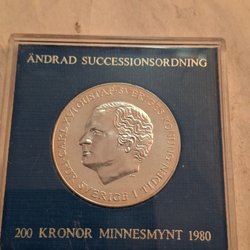 ÄNDRAD SUCCESSIONSORDNING
CARL XVI GUSTAF SVERIGES KONUNG
FÖR SVERIGE I TIDEN
200 KRONOR MINNESMYNT 1980